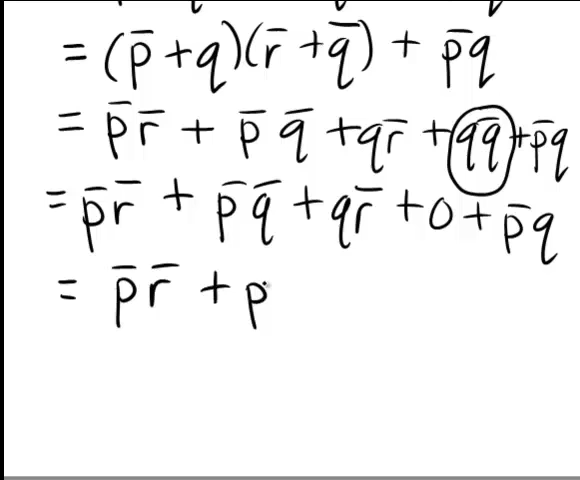 = (p̅ + q)(r̅ + q̅) + p̅q
= p̅r̅ + p̅q̅ + qr̅ + qq̅ + p̅q
= p̅r̅ + p̅q̅ + qr̅ + 0 + p̅q
= p̅r̅ + p